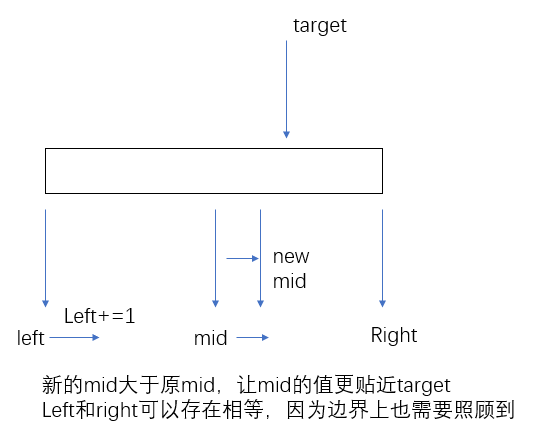 target
new
mid
Left+=1
left
mid
Right
新的mid大于原mid，让mid的值更贴近target
Left和right可以存在相等，因为边界上也需要照顾到